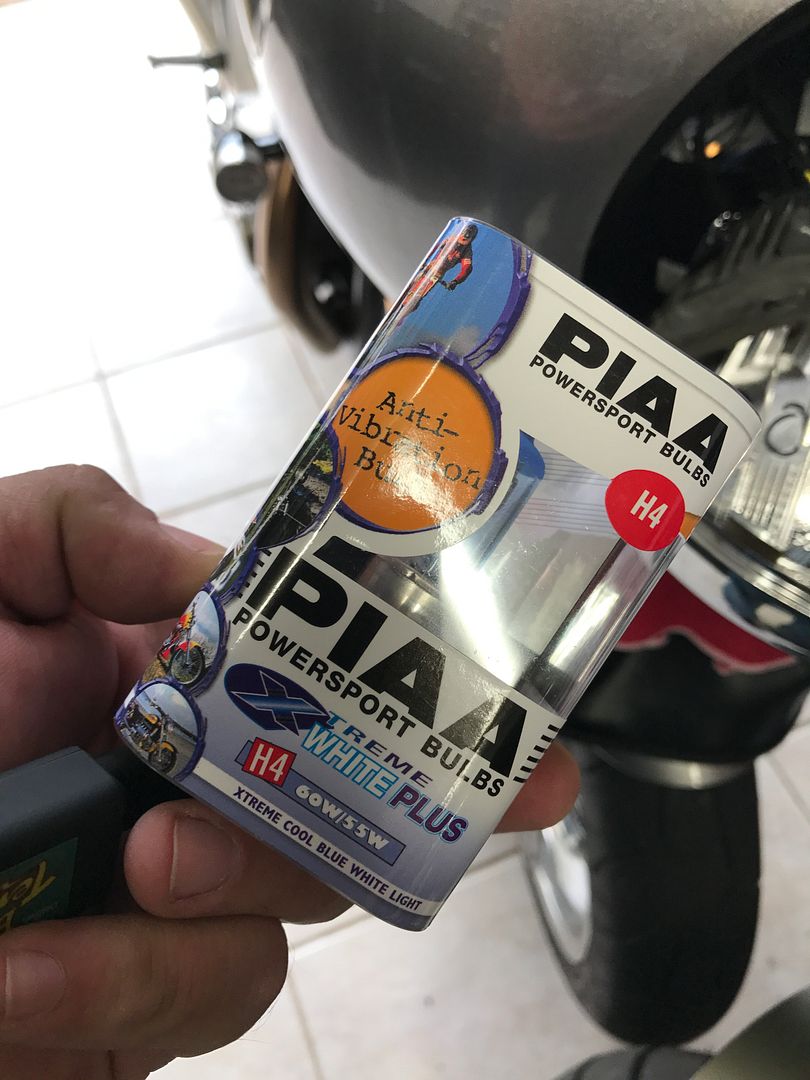 PIAA
POWERSPORT BULBS
H4
Anti-
Vibration
PIAA
POWERSPORT BULBS
XTREME
WHITE PLUS
H4 60W/55W
XTREME COOL BLUE WHITE LIGHT